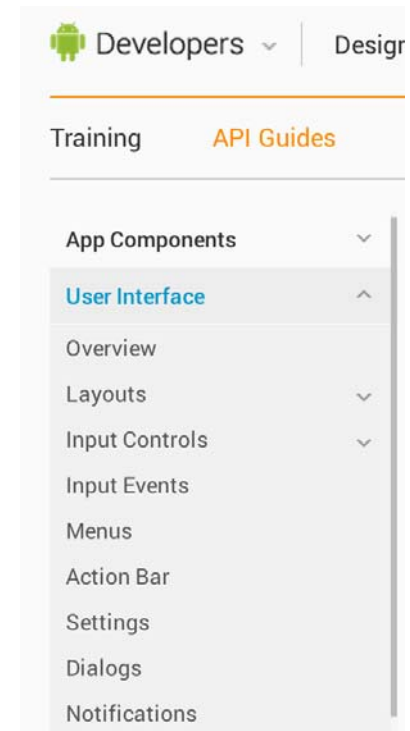 Developers Design
Training API Guides
App Components
User Interface
Overview
Layouts
Input Controls
Input Events
Menus
Action Bar
Settings
Dialogs
Notifications